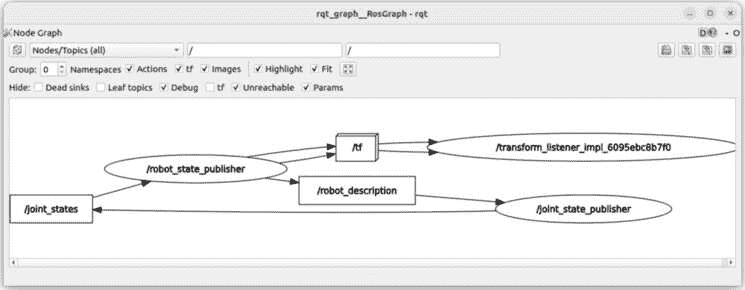 rqt_graph__RosGraph - rqt
Node Graph
D - O
Nodes/Topics (all) / /
Group: 0 Namespaces Actions tf Images Highlight Fit
Hide: Dead sinks Leaf topics Debug tf Unreachable Params
/tf
/transform_listener_impl_6095ebc8b7f0
/robot_state_publisher
/robot_description
/joint_states
/joint_state_publisher